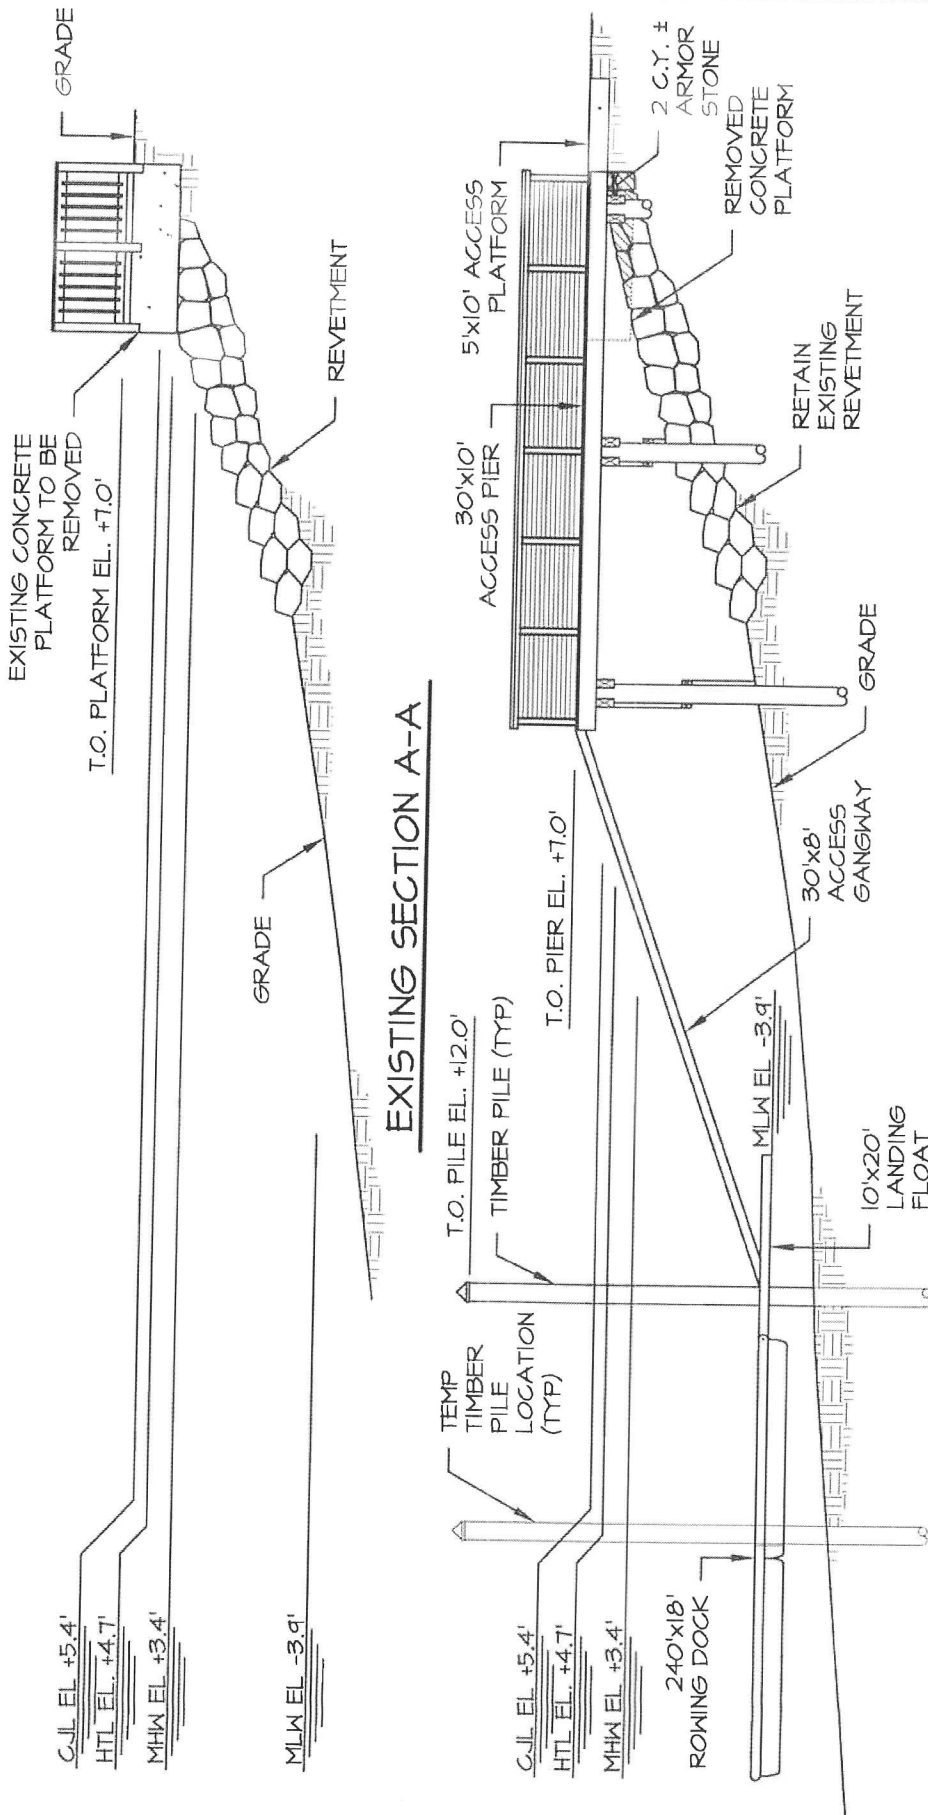 GRADE
EXISTING CONCRETE
PLATFORM TO BE
REMOVED
T.O. PLATFORM EL. +7.0'
REVETMENT
GRADE
CJL EL +5.4'
HTL EL. +4.7'
MHW EL +3.4'
MLW EL -3.9'
EXISTING SECTION A-A
2 C.Y. ±
ARMOR
STONE
5'x10' ACCESS
PLATFORM
REMOVED
CONCRETE
PLATFORM
30'x10'
ACCESS PIER
RETAIN
EXISTING
REVETMENT
GRADE
T.O. PIER EL. +7.0'
30'x8'
ACCESS
GANGWAY
T.O. PILE EL. +12.0'
TIMBER PILE (TYP)
MLW EL -3.9'
10'x20'
LANDING
FLOAT
TEMP
TIMBER
PILE
LOCATION
(TYP)
CJL EL +5.4'
HTL EL. +4.7'
MHW EL +3.4'
240'x18'
ROWING DOCK